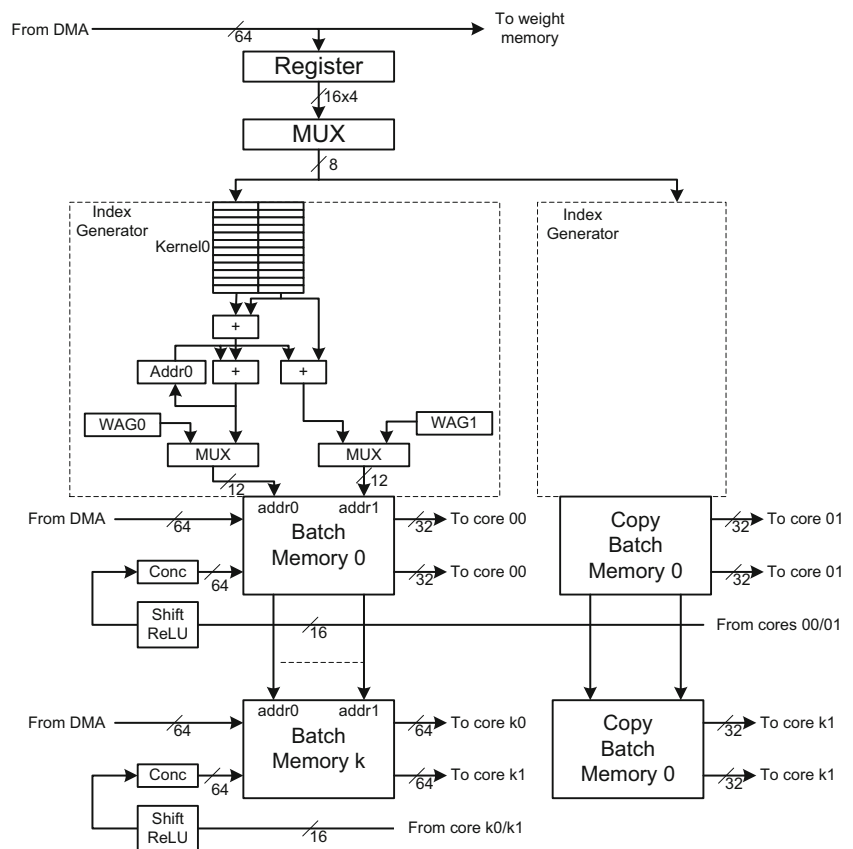 From DMA
64
To weight
memory
Register
16x4
MUX
8
Index
Generator
Kernel0
Index
Generator
+
Addr0
+
+
WAG0
WAG1
MUX
MUX
12
12
From DMA
64
addr0
addr1
Batch
Memory 0
32
To core 00
Conc
64
32
To core 00
Copy
Batch
Memory 0
32
To core 01
32
To core 01
Shift
ReLU
16
From cores 00/01
From DMA
64
addr0
addr1
Batch
Memory k
64
To core k0
Conc
64
64
To core k1
Copy
Batch
Memory 0
32
To core k1
32
To core k1
Shift
ReLU
16
From core k0/k1